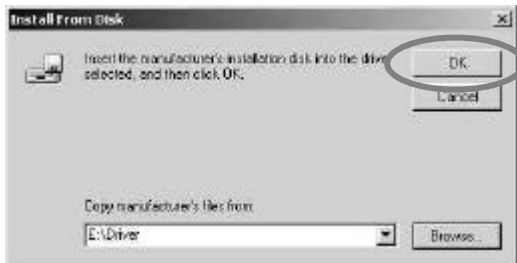 Install From Disk
Insert the manufacturer's installation disk into the drive
selected, and then click OK.
OK
Cancel
Copy manufacturer's files from:
E:\Driver
Browse...